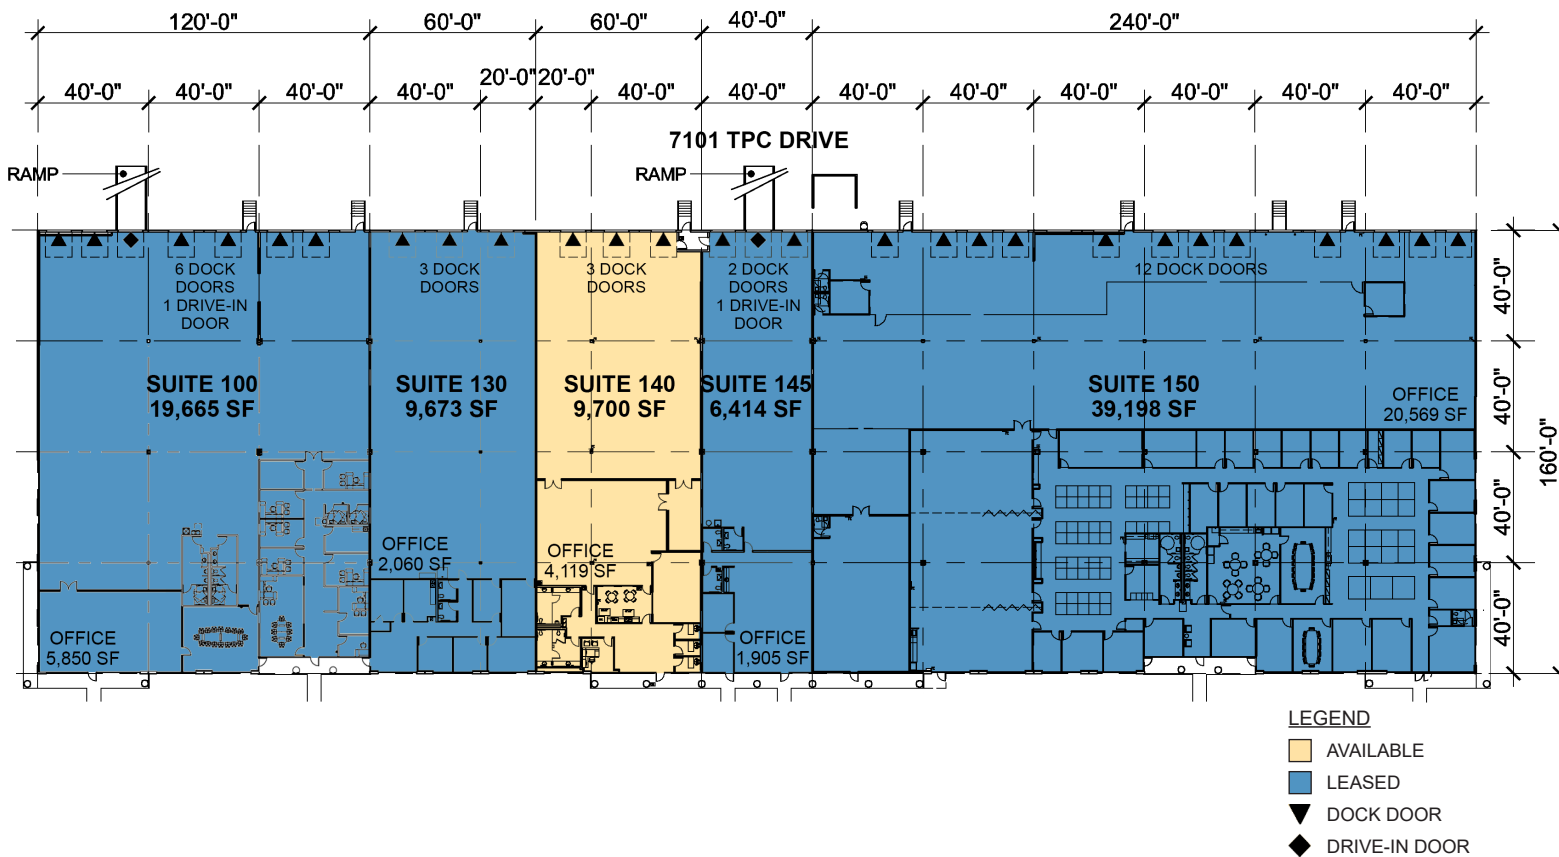 120'-0" 60'-0" 60'-0" 40'-0" 240'-0"
20'-0" 20'-0"
40'-0" 40'-0" 40'-0" 40'-0" 40'-0" 40'-0" 40'-0" 40'-0" 40'-0" 40'-0" 40'-0" 40'-0"
7101 TPC DRIVE
RAMP
RAMP
6 DOCK
DOORS
1 DRIVE-IN
DOOR
3 DOCK
DOORS
3 DOCK
DOORS
2 DOCK
DOORS
1 DRIVE-IN
DOOR
12 DOCK DOORS
SUITE 100
19,665 SF
SUITE 130
9,673 SF
SUITE 140
9,700 SF
SUITE 145
6,414 SF
SUITE 150
39,198 SF
OFFICE
20,569 SF
OFFICE
5,850 SF
OFFICE
2,060 SF
OFFICE
4,119 SF
OFFICE
1,905 SF
40'-0"
40'-0"
40'-0"
40'-0"
160'-0"
LEGEND
AVAILABLE
LEASED
DOCK DOOR
DRIVE-IN DOOR